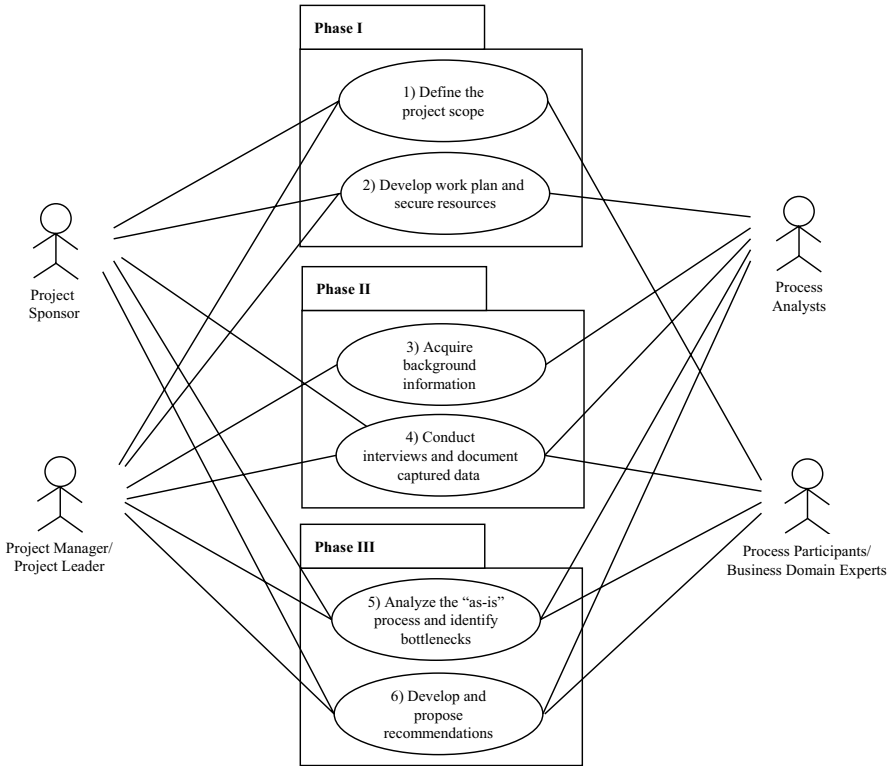 Phase I
1) Define the
project scope
2) Develop work plan and
secure resources
Project
Sponsor
Process
Analysts
Phase II
3) Acquire
background
information
4) Conduct
interviews and document
captured data
Project Manager/
Project Leader
Process Participants/
Business Domain Experts
Phase III
5) Analyze the “as-is”
process and identify
bottlenecks
6) Develop and
propose
recommendations